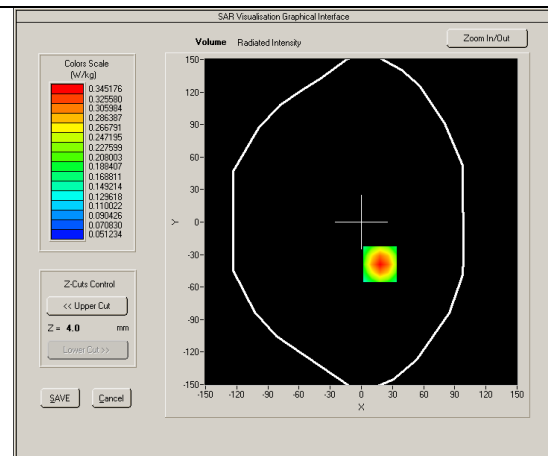 SAR Visualisation Graphical Interface
Volume Radiated Intensity
Zoom In/Out
Colors Scale
(W/kg)
0.345176
0.325580
0.305984
0.286387
0.266791
0.247195
0.227599
0.208003
0.188407
0.168811
0.149214
0.129618
0.110022
0.090426
0.070830
0.051234
Z-Cuts Control
<< Upper Cut
Z = 4.0 mm
Lower Cut >>
SAVE Cancel
150
120
90
60
30
Y 0
-30
-60
-90
-120
-150
-150 -120 -90 -60 -30 0 30 60 90 120 150
X